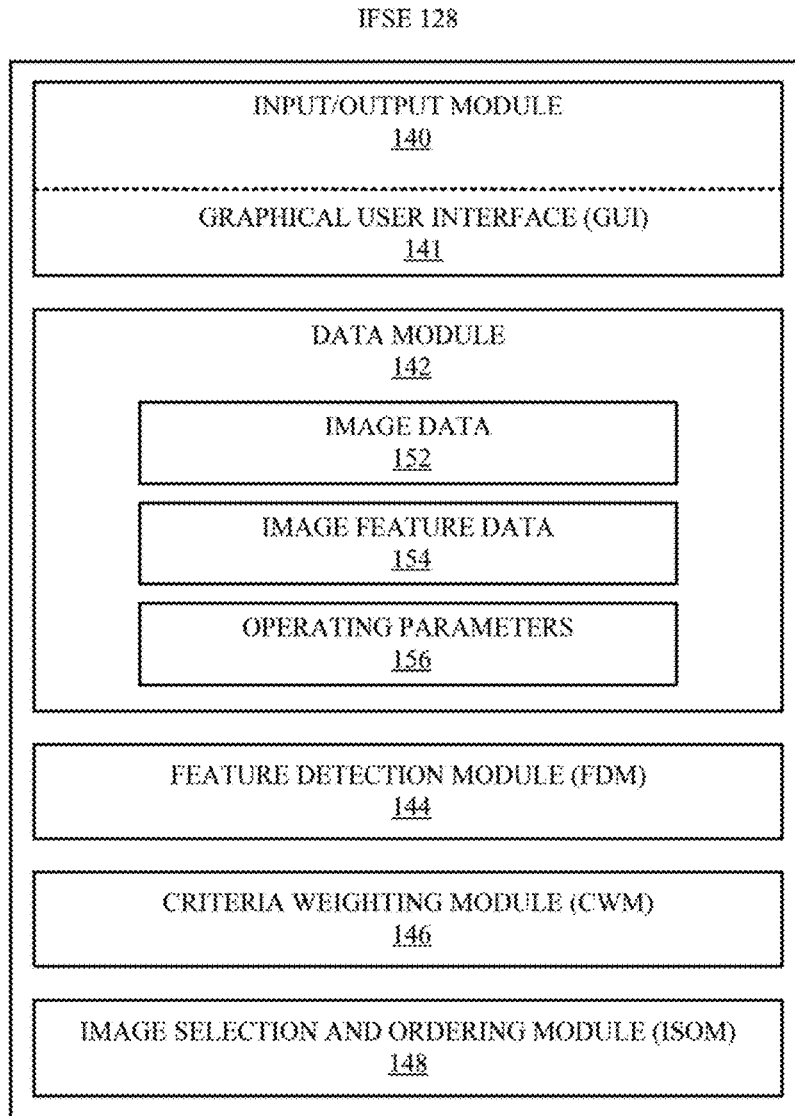 IFSE 128
INPUT/OUTPUT MODULE
140
GRAPHICAL USER INTERFACE (GUI)
141
DATA MODULE
142
IMAGE DATA
152
IMAGE FEATURE DATA
154
OPERATING PARAMETERS
156
FEATURE DETECTION MODULE (FDM)
144
CRITERIA WEIGHTING MODULE (CWM)
146
IMAGE SELECTION AND ORDERING MODULE (ISOM)
148